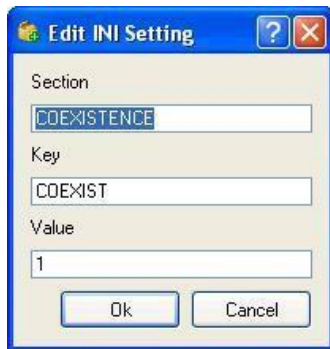 Edit INI Setting
Section
COEXISTENCE
Key
COEXIST
Value
1
Ok Cancel